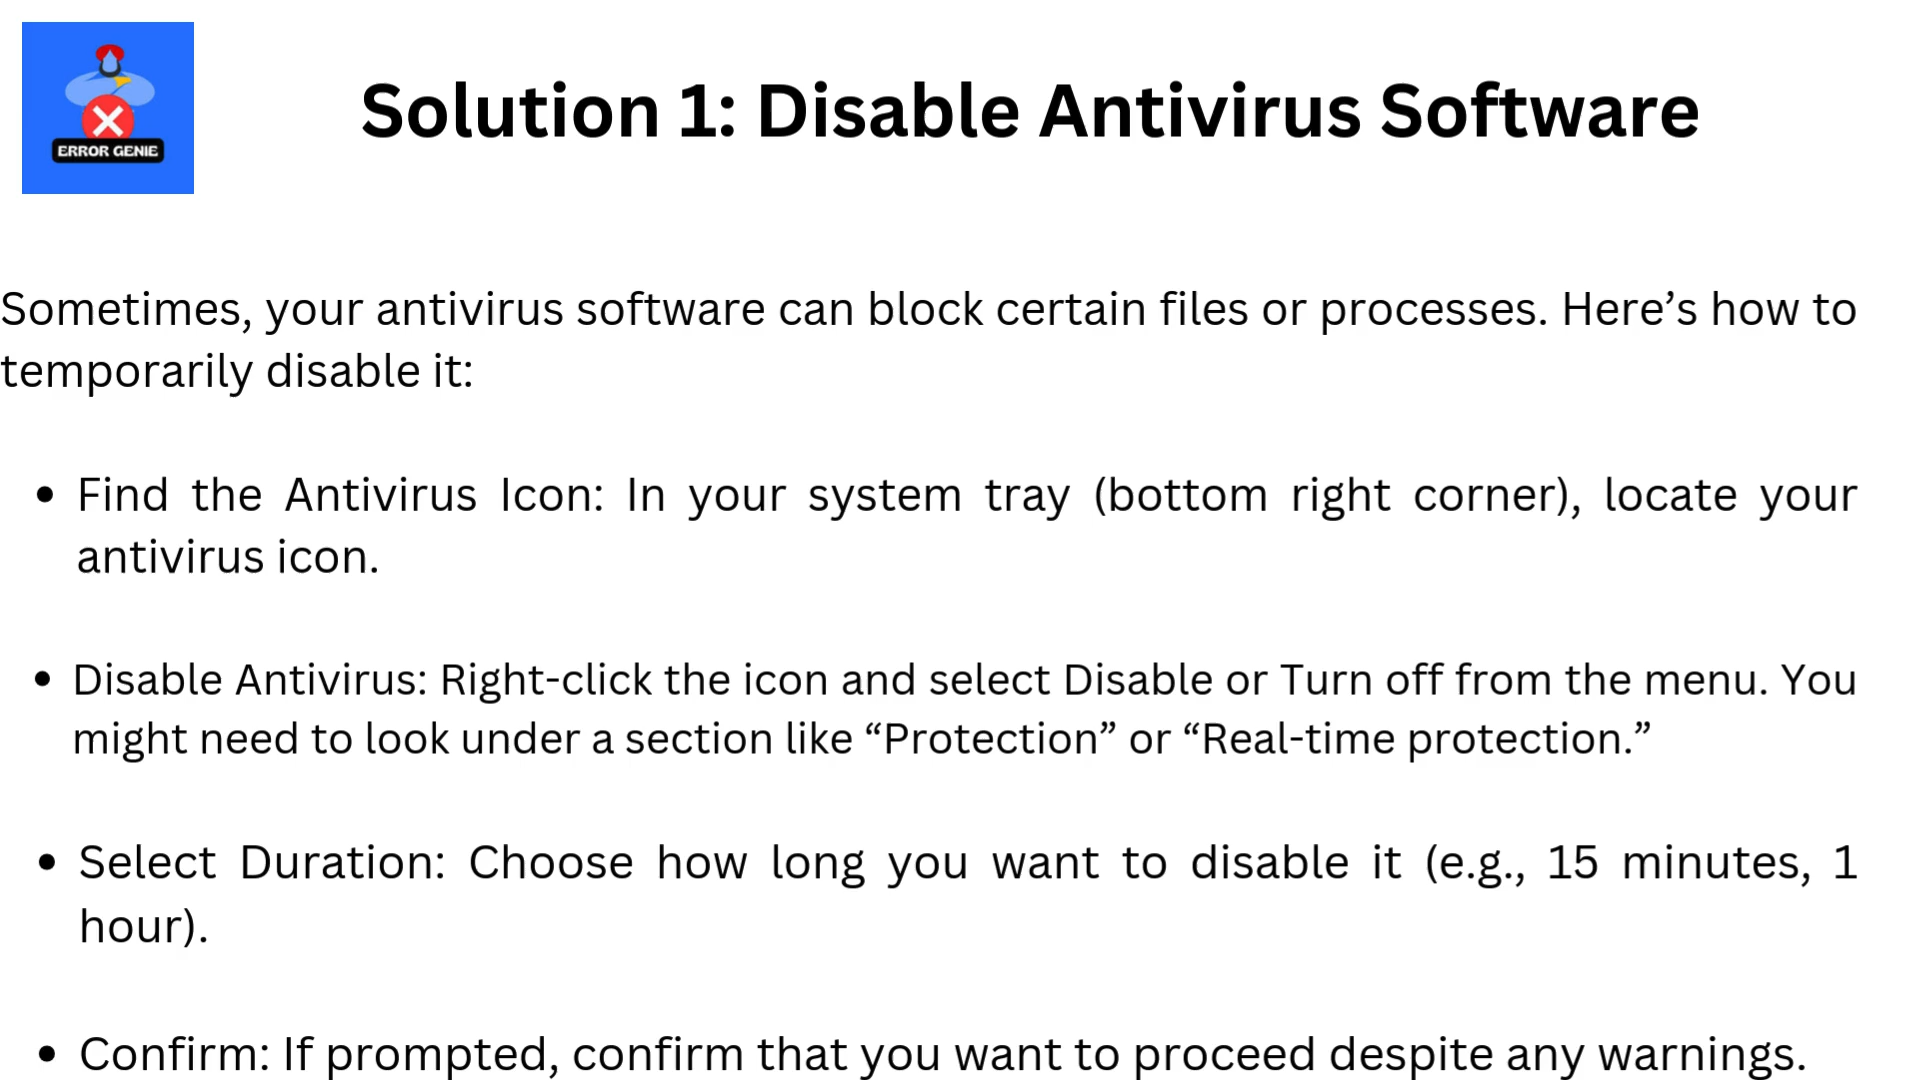 ERROR GENIE
Solution 1: Disable Antivirus Software
Sometimes, your antivirus software can block certain files or processes. Here’s how to
temporarily disable it:
• Find the Antivirus Icon: In your system tray (bottom right corner), locate your
antivirus icon.
• Disable Antivirus: Right-click the icon and select Disable or Turn off from the menu. You
might need to look under a section like “Protection” or “Real-time protection.”
• Select Duration: Choose how long you want to disable it (e.g., 15 minutes, 1
hour).
• Confirm: If prompted, confirm that you want to proceed despite any warnings.